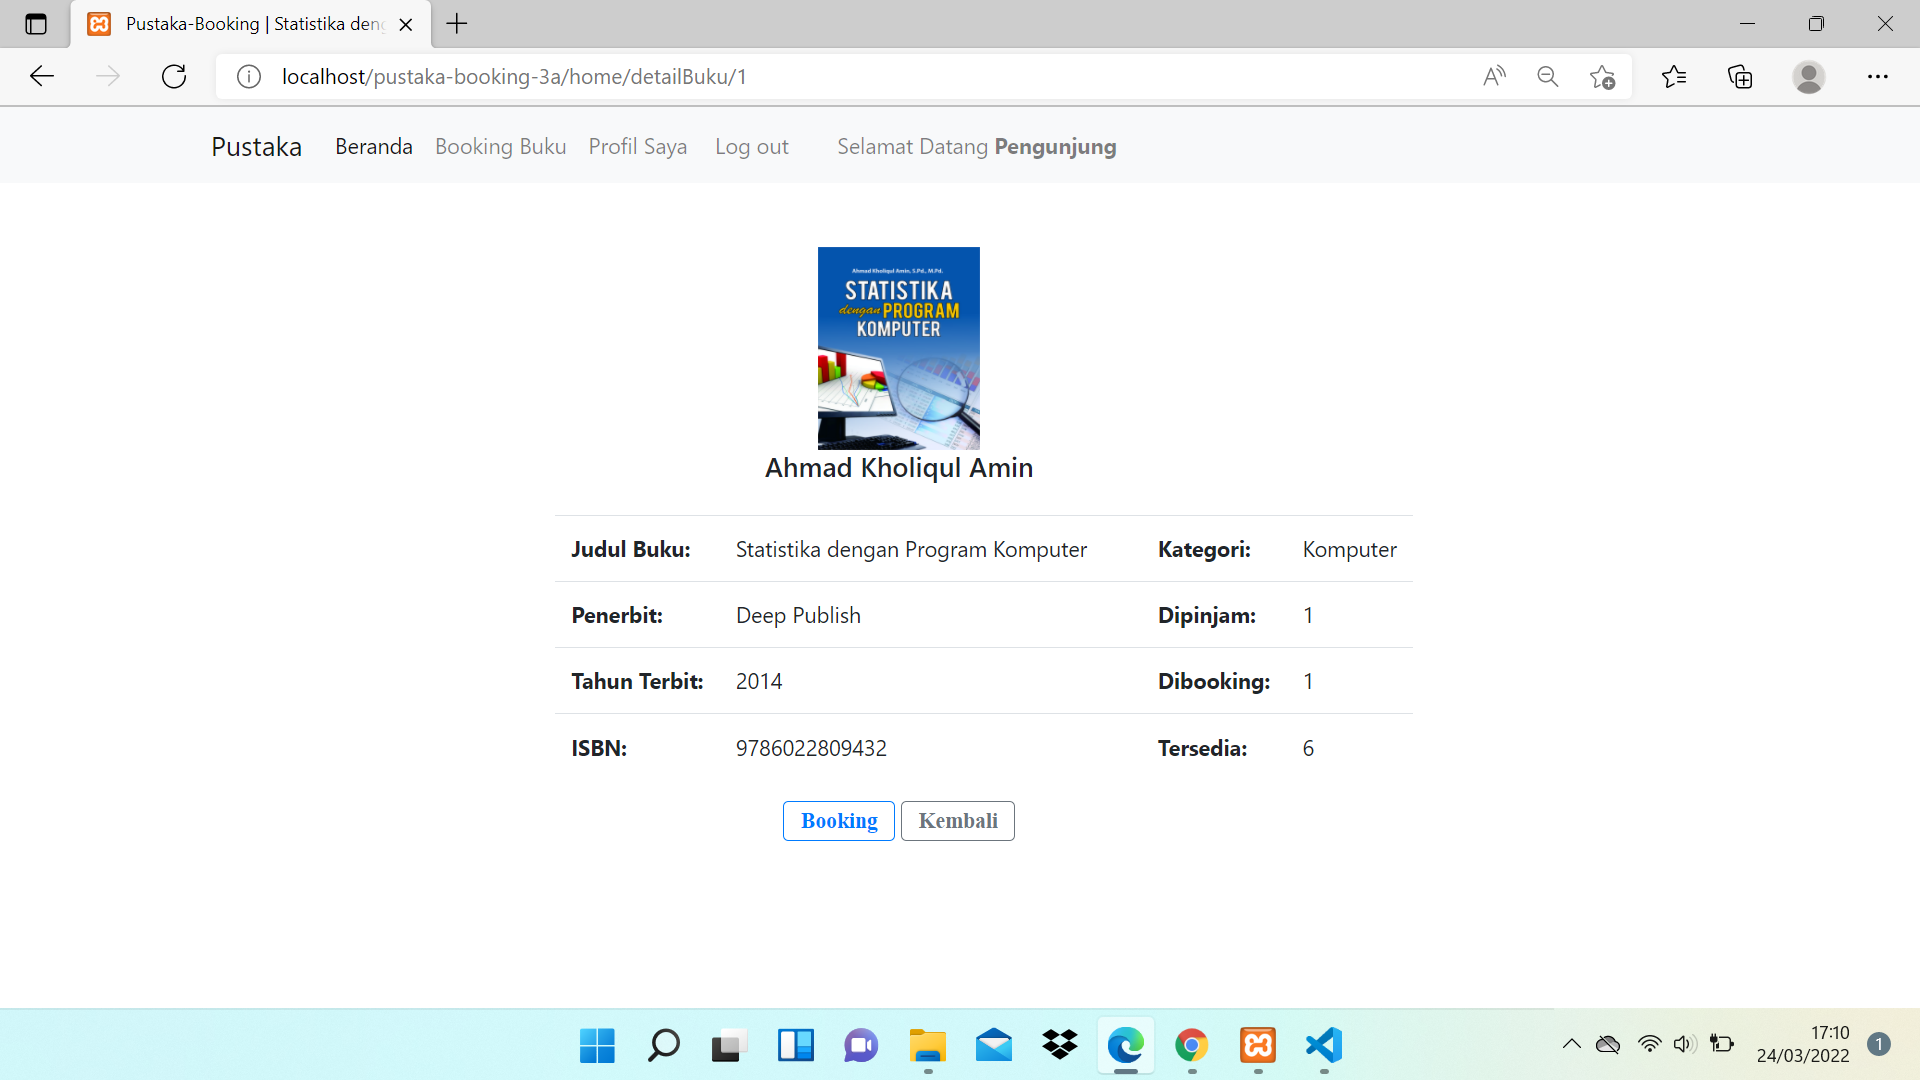 Pustaka-Booking | Statistika deng
localhost/pustaka-booking-3a/home/detailBuku/1
Pustaka Beranda Booking Buku Profil Saya Log out Selamat Datang Pengunjung
Ahmad Kholiqul Amin, S.Pd., M.Pd.
STATISTIKA
dengan PROGRAM
KOMPUTER
Ahmad Kholiqul Amin
Judul Buku: Statistika dengan Program Komputer Kategori: Komputer
Penerbit: Deep Publish Dipinjam: 1
Tahun Terbit: 2014 Dibooking: 1
ISBN: 9786022809432 Tersedia: 6
Booking Kembali
17:10
24/03/2022
1